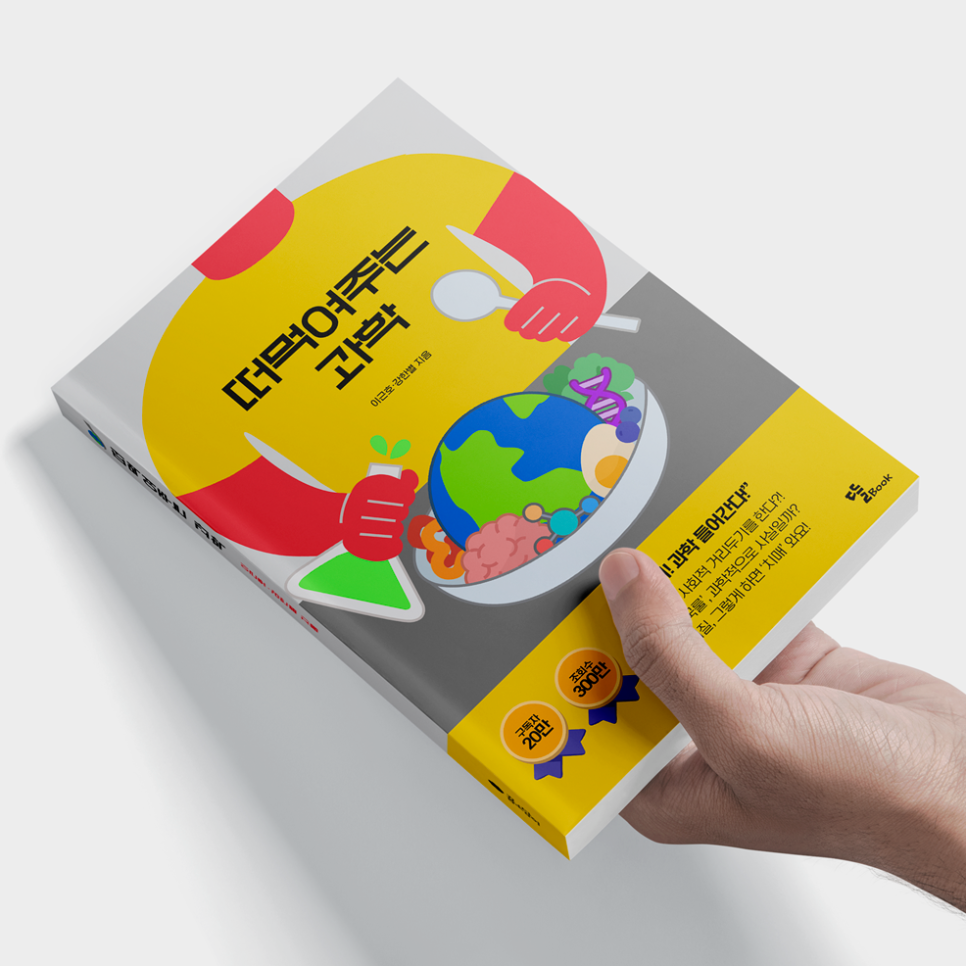 떠먹여주는
과학
이근호·강한별 지음
! 과학 들어간다!”
사회적 거리두기를 한다?!
, 과학적으로 사실일까?
질, 그렇게 하면 ‘치매’ 와요!
조회수
300만
구독자
20만
Book